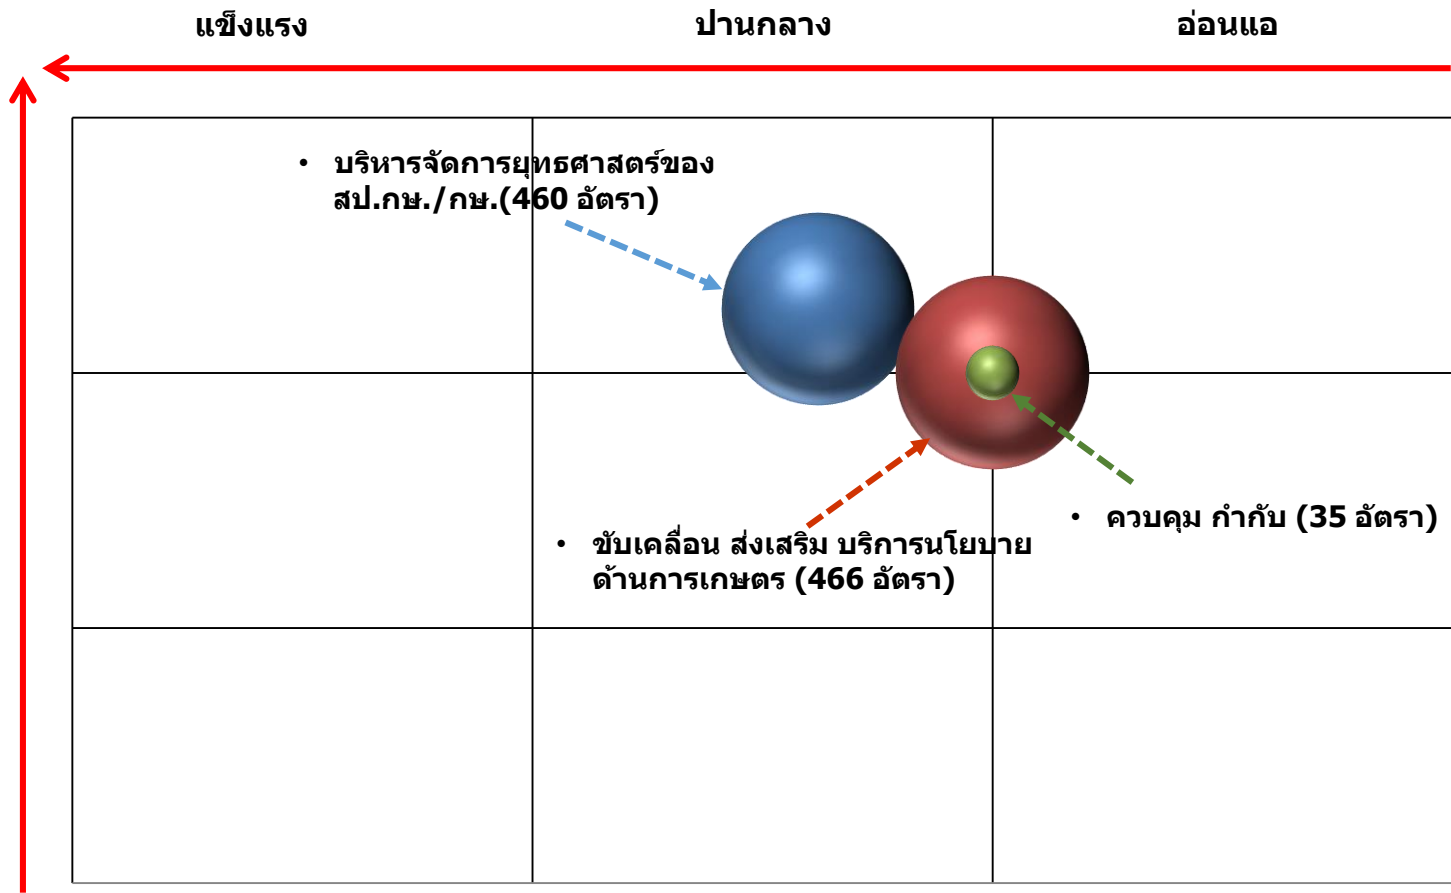 แข็งแรง ปานกลาง อ่อนแอ
• บริหารจัดการยุทธศาสตร์ของ
สป.กษ./กษ.(460 อัตรา)
• ควบคุม กำกับ (35 อัตรา)
• ขับเคลื่อน ส่งเสริม บริการนโยบาย
ด้านการเกษตร (466 อัตรา)